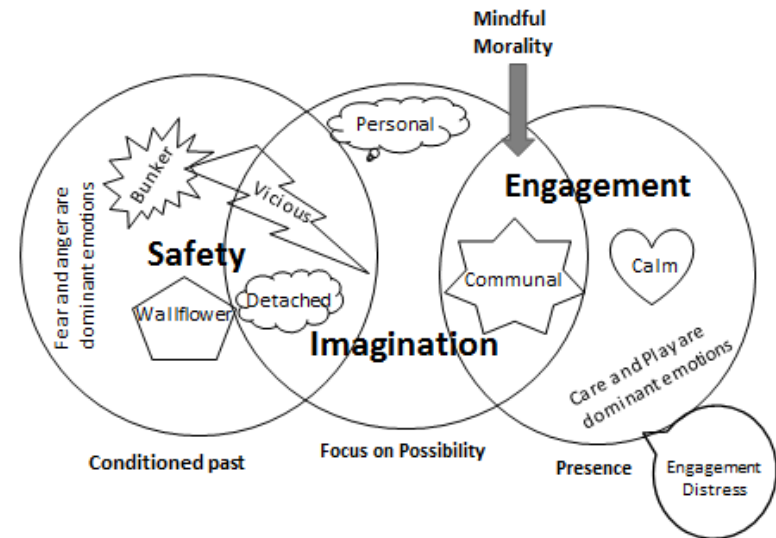 Mindful
Morality
Personal
Bunker
Vicious
Engagement
Fear and anger are
dominant emotions
Safety
Calm
Communal
Wallflower
Detached
Imagination
Care and Play are
dominant emotions
Focus on Possibility
Conditioned past
Presence
Engagement
Distress